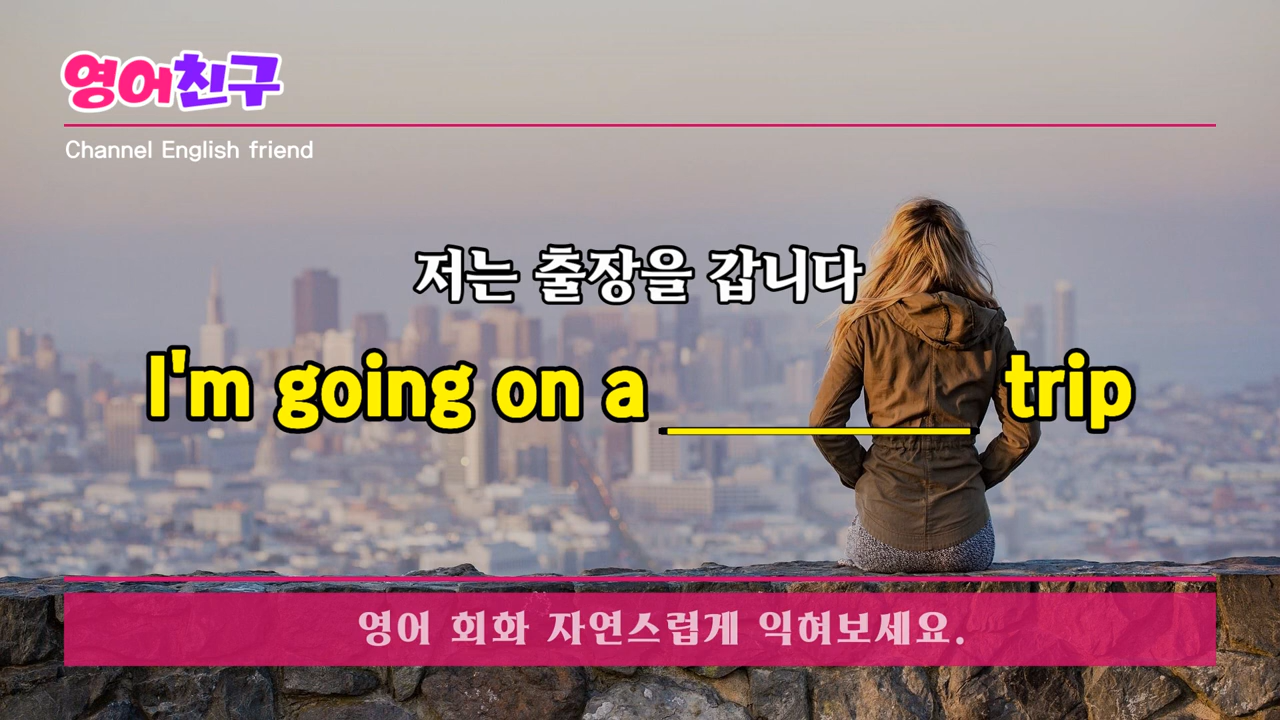 영어친구
Channel English friend
저는 출장을 갑니다
I'm going on a __________ trip
영어 회화 자연스럽게 익혀보세요.